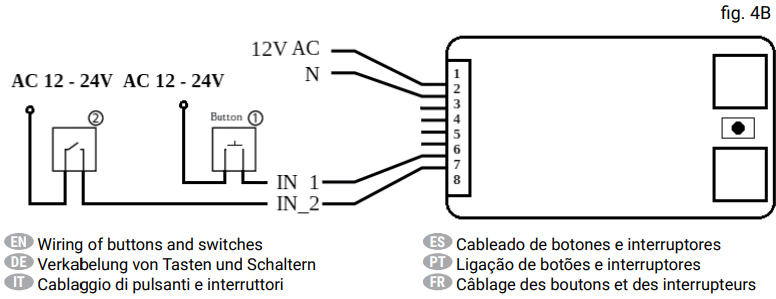 fig. 4B
12V AC
N
AC 12 - 24V AC 12 - 24V
② Button ①
1
2
3
4
5
6
7
8
IN 1
IN_2
EN Wiring of buttons and switches
DE Verkabelung von Tasten und Schaltern
IT Cablaggio di pulsanti e interruttori
ES Cableado de botones e interruptores
PT Ligação de botões e interruptores
FR Câblage des boutons et des interrupteurs